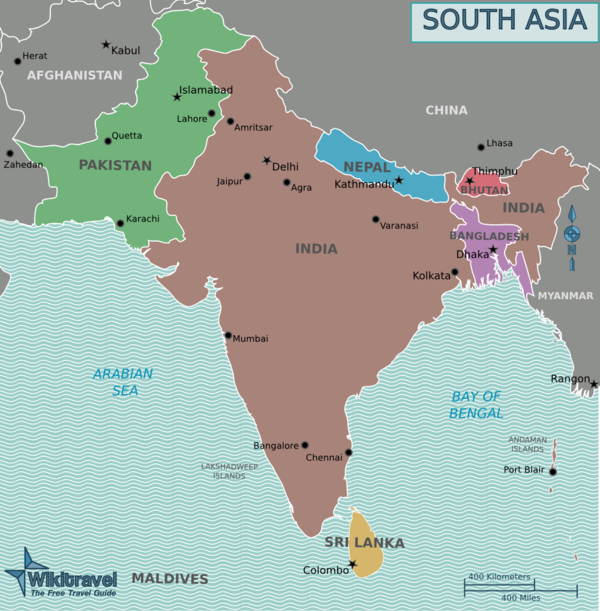 SOUTH ASIA
Kabul
Herat
AFGHANISTAN
Islamabad
CHINA
Lahore
Amritsar
Quetta
Lhasa
Zahedan
PAKISTAN
Delhi
NEPAL
Thimphu
Jaipur
Agra
Kathmandu
BHUTAN
INDIA
Karachi
Varanasi
BANGLADESH
INDIA
Dhaka
N
Kolkata
MYANMAR
Mumbai
ARABIAN
SEA
Rangon
BAY OF
BENGAL
Bangalore
Chennai
ANDAMAN
ISLANDS
LAKSHADWEEP
ISLANDS
Port Blair
SRI LANKA
Colombo
Wikitravel
The Free Travel Guide
MALDIVES
400 Kilometers
400 Miles